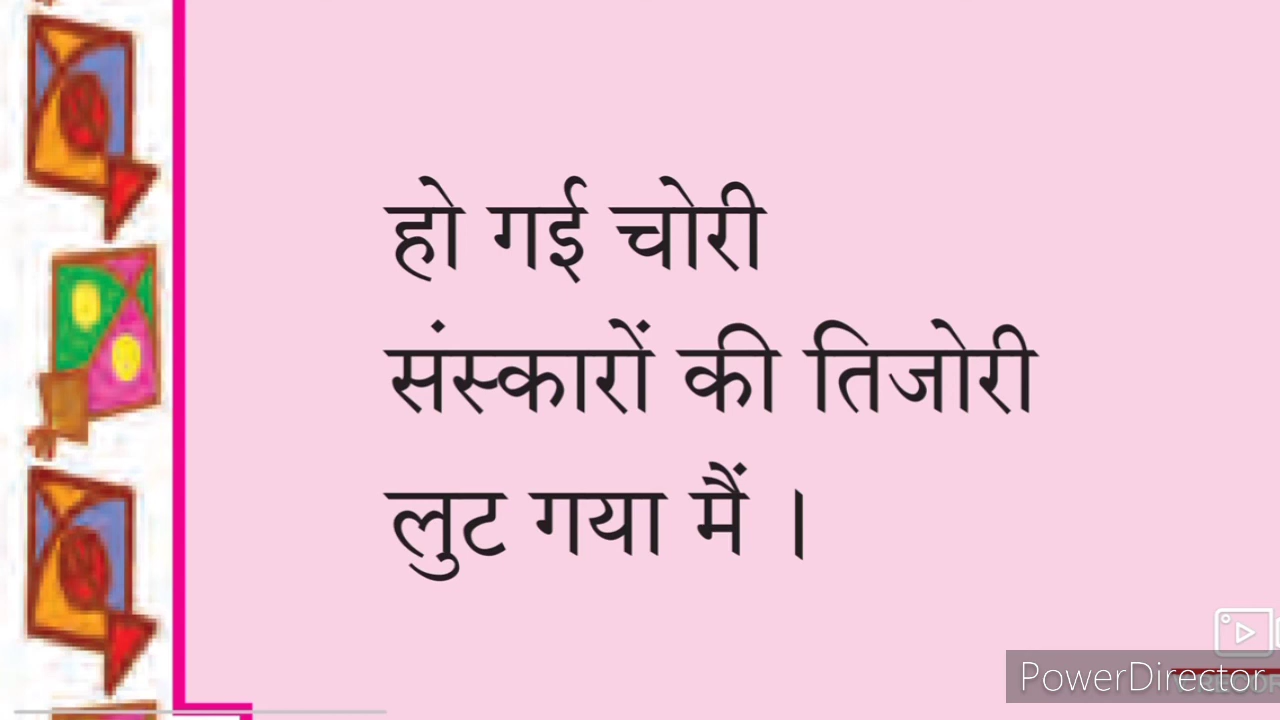 हो गई चोरी
संस्कारों की तिजोरी
लुट गया मैं ।
PowerDirector